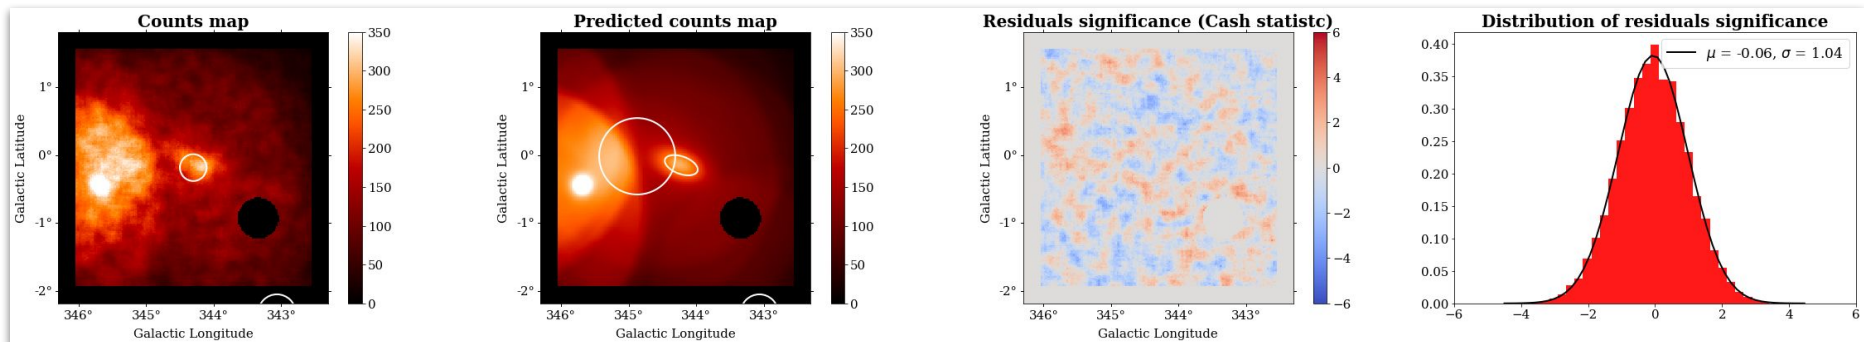 Counts map
Predicted counts map
Residuals significance (Cash statistc)
Distribution of residuals significance
Galactic Latitude
1°
0°
-1°
-2°
346° 345° 344° 343°
Galactic Longitude
350
300
250
200
150
100
50
0
Galactic Latitude
1°
0°
-1°
-2°
346° 345° 344° 343°
Galactic Longitude
350
300
250
200
150
100
50
0
Galactic Latitude
1°
0°
-1°
-2°
346° 345° 344° 343°
Galactic Longitude
6
4
2
0
−2
−4
−6
μ = -0.06, σ = 1.04
0.40
0.35
0.30
0.25
0.20
0.15
0.10
0.05
0.00
−6 −4 −2 0 2 4 6